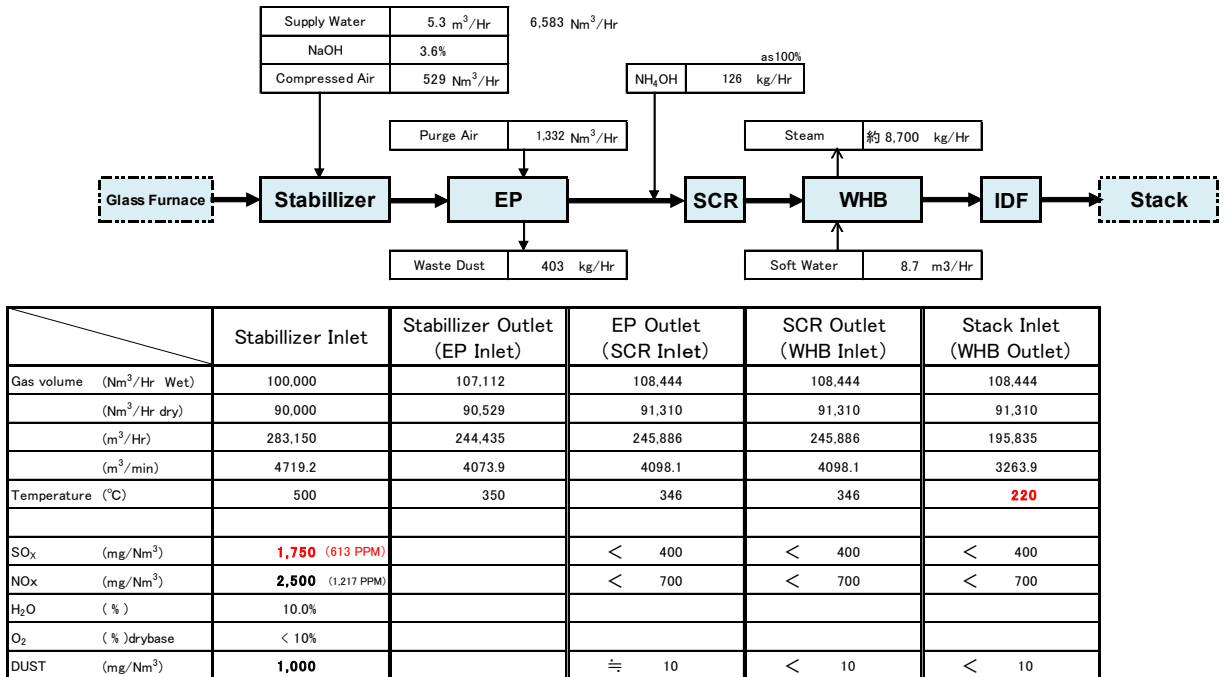 Supply Water 5.3 m³/Hr 6,583 Nm³/Hr
NaOH 3.6%
as100%
Compressed Air 529 Nm³/Hr NH₄OH 126 kg/Hr
Purge Air 1,332 Nm³/Hr Steam 約 8,700 kg/Hr
Glass Furnace Stabillizer EP SCR WHB IDF Stack
Waste Dust 403 kg/Hr Soft Water 8.7 m3/Hr
Stabillizer Inlet Stabillizer Outlet EP Outlet SCR Outlet Stack Inlet
(EP Inlet) (SCR Inlet) (WHB Inlet) (WHB Outlet)
Gas volume (Nm³/Hr Wet) 100,000 107,112 108,444 108,444 108,444
(Nm³/Hr dry) 90,000 90,529 91,310 91,310 91,310
(m³/Hr) 283,150 244,435 245,886 245,886 195,835
(m³/min) 4719.2 4073.9 4098.1 4098.1 3263.9
Temperature (℃) 500 350 346 346 220
SOX (mg/Nm³) 1,750 (613 PPM) < 400 < 400 < 400
NOx (mg/Nm³) 2,500 (1,217 PPM) < 700 < 700 < 700
H₂O ( % ) 10.0%
O₂ ( % )drybase < 10%
DUST (mg/Nm³) 1,000 ≒ 10 < 10 < 10